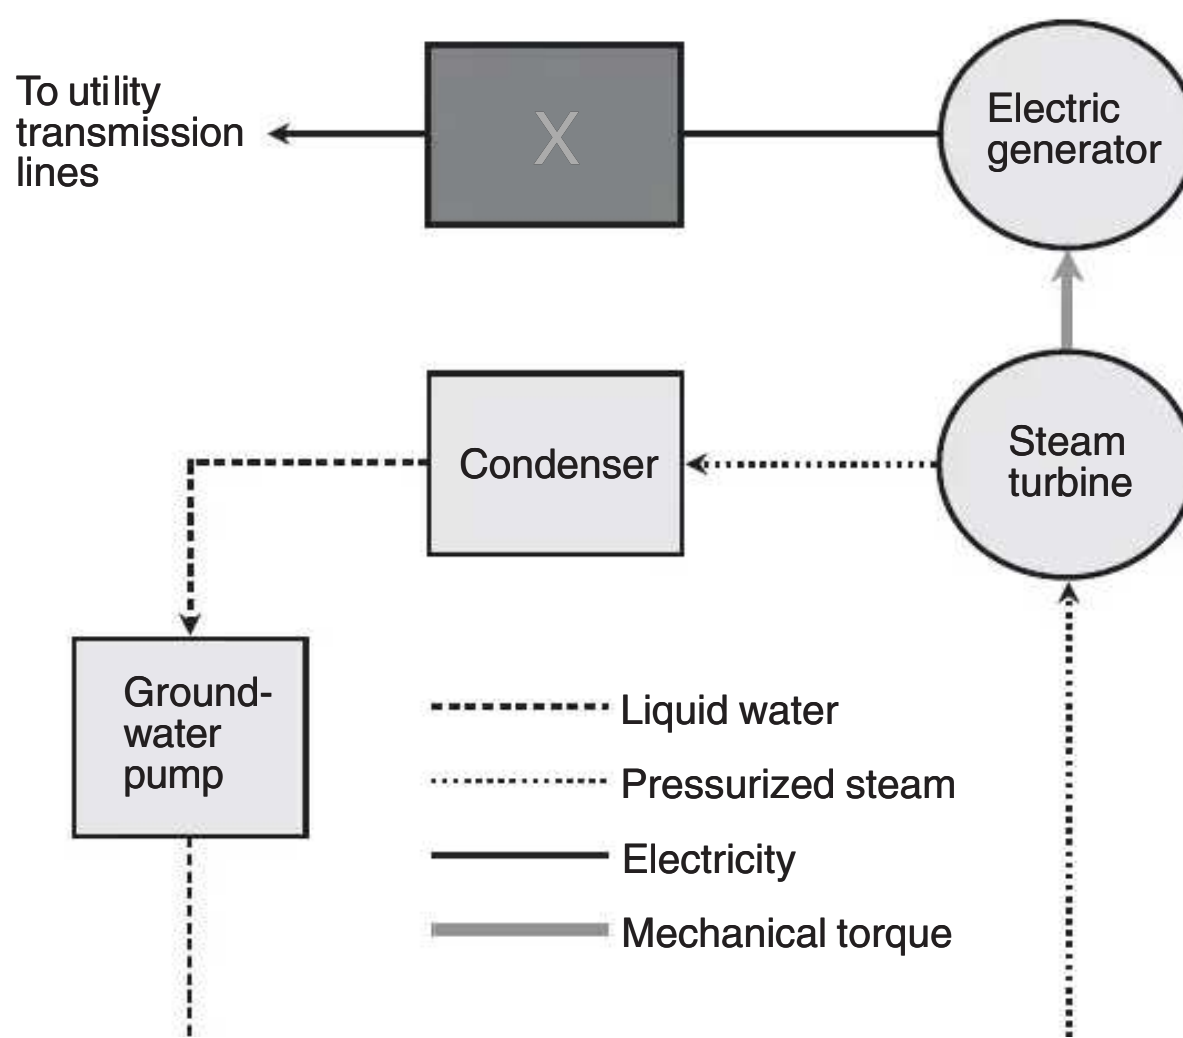 To utility
transmission
lines
X
Electric
generator
Condenser
Steam
turbine
Ground-
water
pump
Liquid water
Pressurized steam
Electricity
Mechanical torque